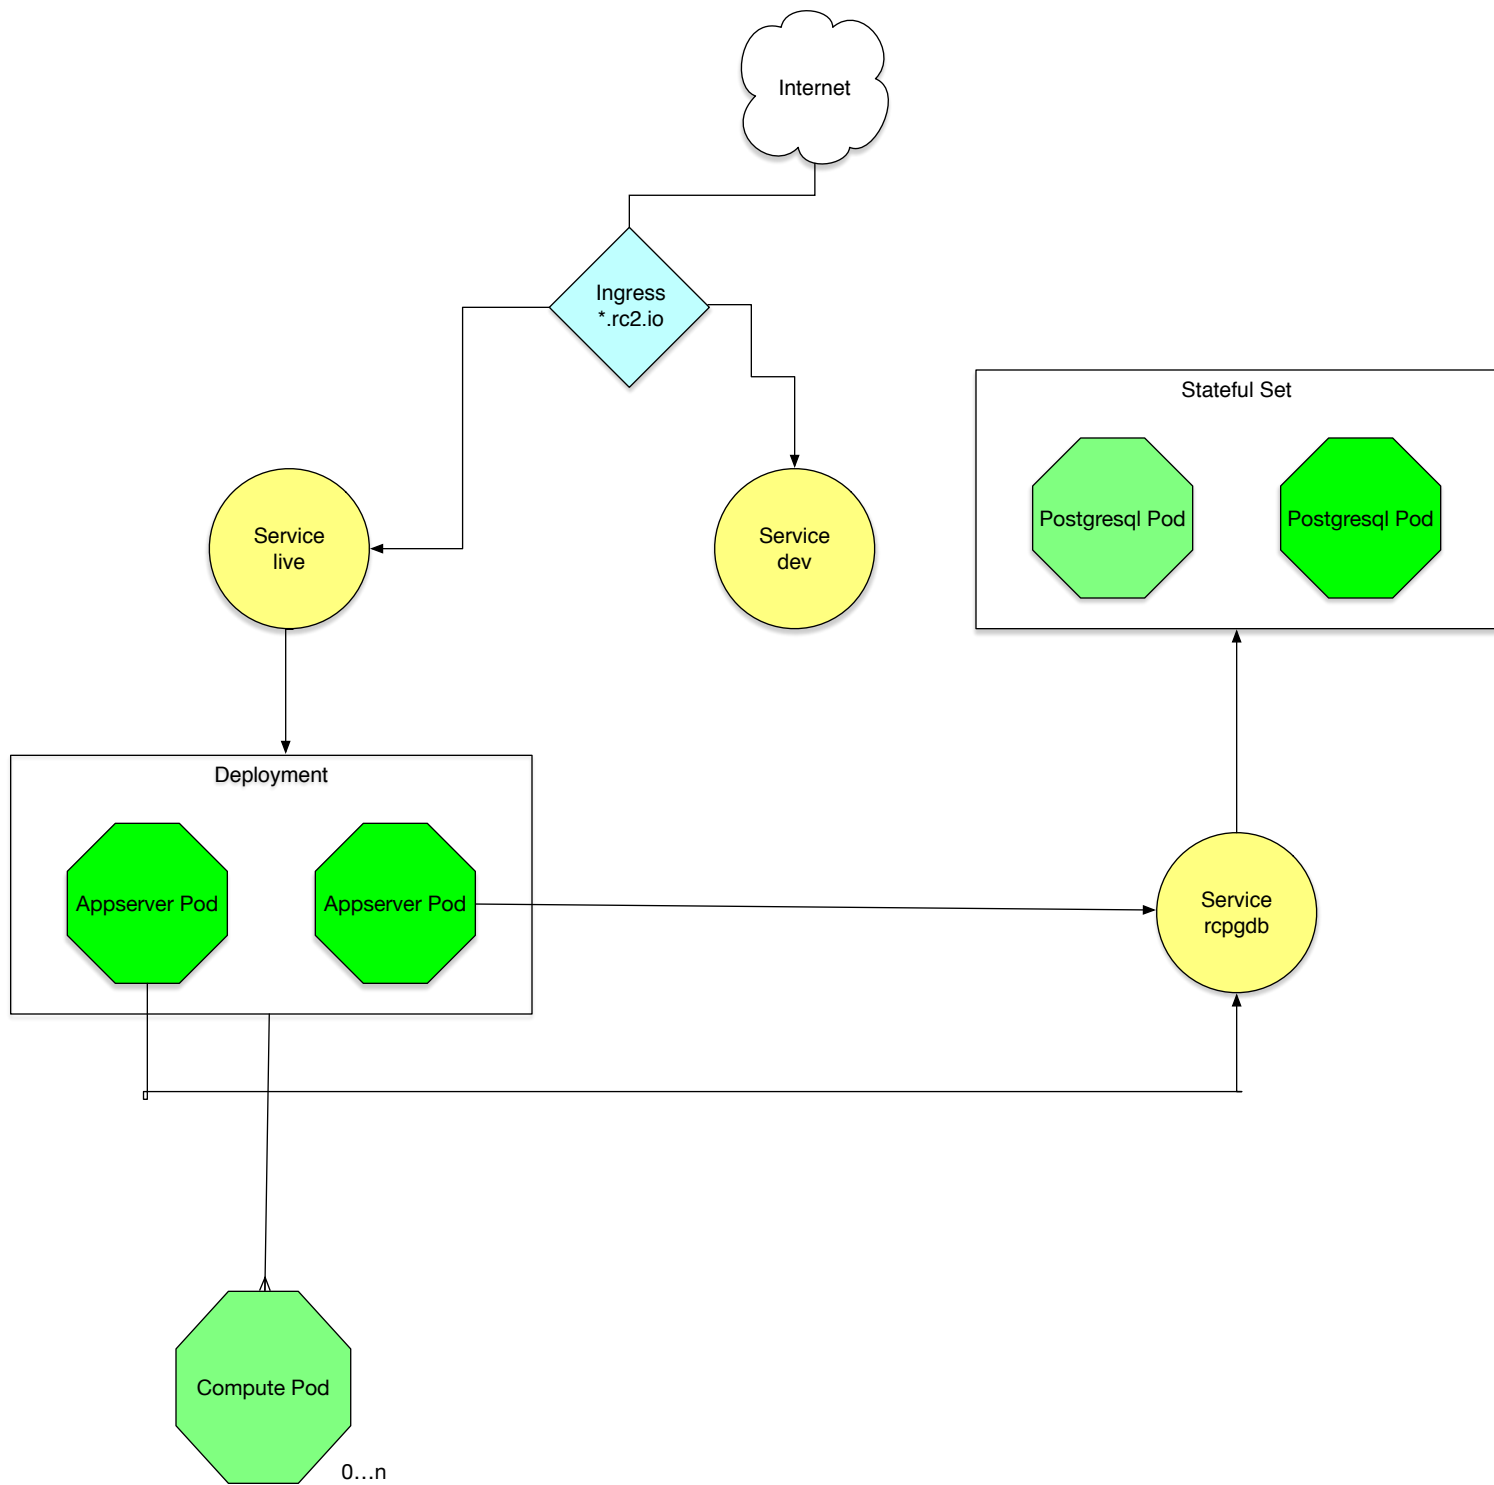 Internet
Ingress
*.rc2.io
Stateful Set
Postgresql Pod
Postgresql Pod
Service
live
Service
dev
Deployment
Appserver Pod
Appserver Pod
Service
rcpgdb
Compute Pod
0...n